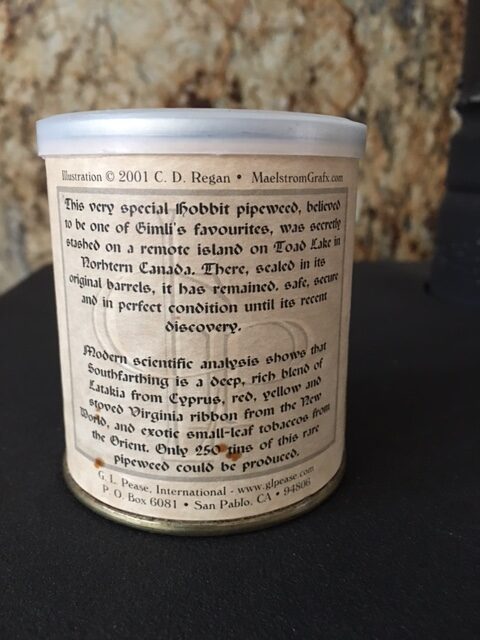 Illustration © 2001 C. D. Regan • MaelstromGrafx.com
This very special Hobbit pipeweed, believed
to be one of Gimli's favourites, was secretly
stashed on a remote island on Toad Lake in
Norhtern Canada. There, sealed in its
original barrels, it has remained, safe, secure
and in perfect condition until its recent
discovery.
Modern scientific analysis shows that
Southfarthing is a deep, rich blend of
Latakia from Cyprus, red, yellow and
stoved Virginia ribbon from the New
World, and exotic small-leaf tobaccos from
the Orient. Only 250 tins of this rare
pipeweed could be produced.
G. L. Pease, International - www.glpease.com
P. O. Box 6081 • San Pablo, CA • 94806